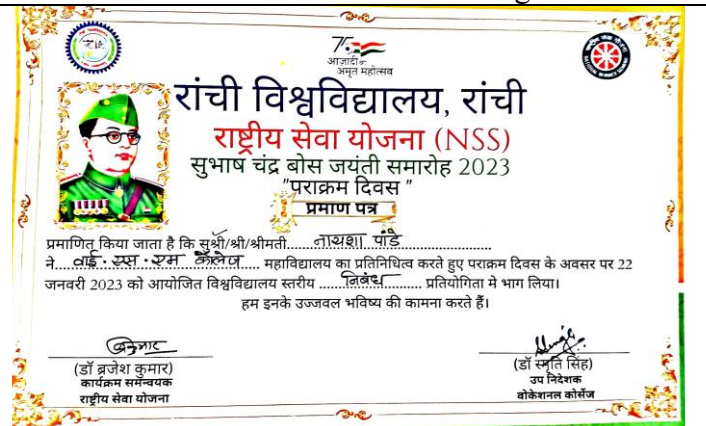 75
आज़ादी का
अमृत महोत्सव
रांची विश्वविद्यालय, रांची
राष्ट्रीय सेवा योजना (NSS)
सुभाष चंद्र बोस जयंती समारोह 2023
"पराक्रम दिवस "
प्रमाण पत्र
प्रमाणित किया जाता है कि सुश्री/श्री/श्रीमती.....नायशा पांडे.....
ने.....वाई.एस.एम कॉलेज..... महाविद्यालय का प्रतिनिधित्व करते हुए पराक्रम दिवस के अवसर पर 22
जनवरी 2023 को आयोजित विश्वविद्यालय स्तरीय .....निबंध..... प्रतियोगिता मे भाग लिया।
हम इनके उज्जवल भविष्य की कामना करते हैं।
(डॉ ब्रजेश कुमार)
कार्यक्रम समन्वयक
राष्ट्रीय सेवा योजना
(डॉ स्मृति सिंह)
उप निदेशक
वोकेशनल कोर्सेज